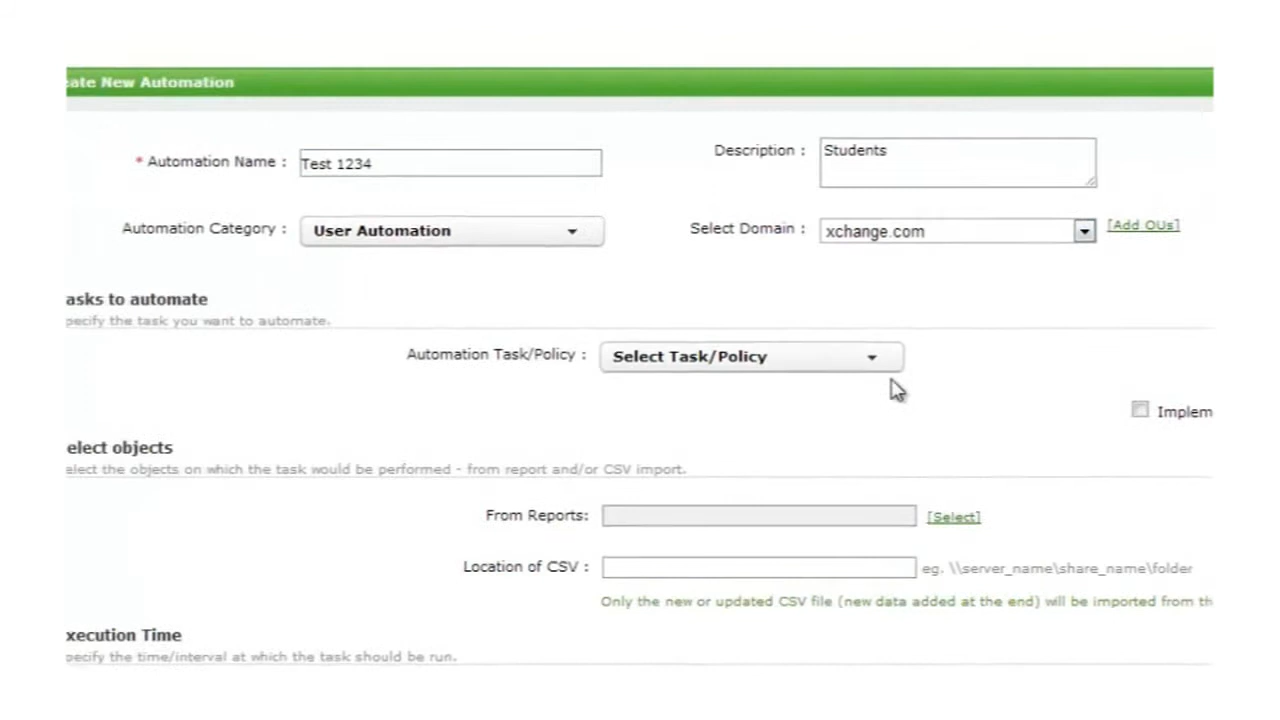 ate New Automation
* Automation Name : Test 1234
Description : Students
Automation Category : User Automation
Select Domain : xchange.com [Add OUs]
asks to automate
pecify the task you want to automate.
Automation Task/Policy : Select Task/Policy
Implem
elect objects
elect the objects on which the task would be performed - from report and/or CSV import.
From Reports: [Select]
Location of CSV : eg. \\server_name\share_name\folder
Only the new or updated CSV file (new data added at the end) will be imported from th
xecution Time
pecify the time/interval at which the task should be run.